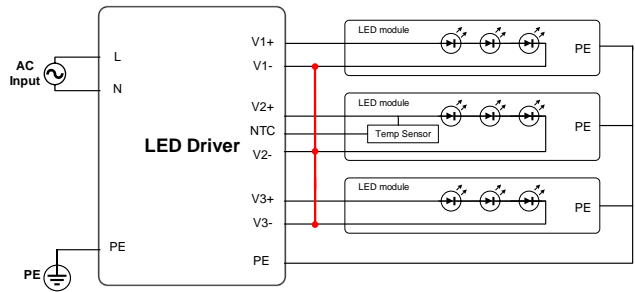 AC
Input
L
N
LED Driver
PE
PE
V1+
V1-
V2+
NTC
V2-
V3+
V3-
PE
LED module
PE
LED module
Temp Sensor
PE
LED module
PE